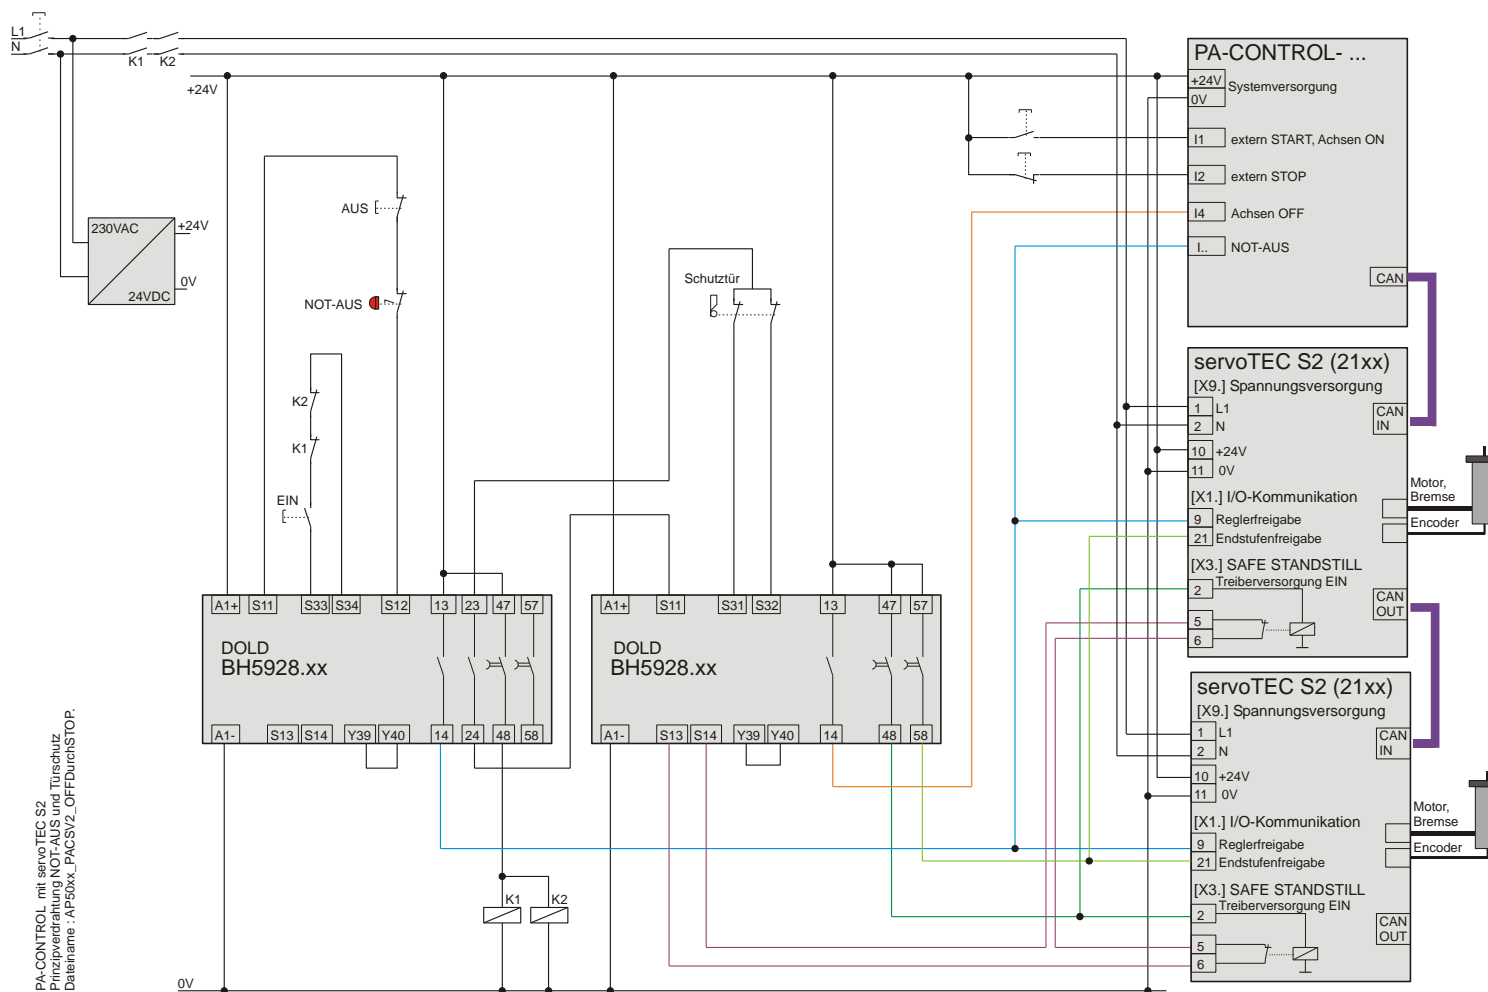 L1
N
K1 K2
+24V
230VAC
24VDC
+24V
0V
AUS
NOT-AUS
K2
K1
EIN
Schutztür
A1+ S11 S33 S34 S12 13 23 47 57
DOLD
BH5928.xx
A1- S13 S14 Y39 Y40 14 24 48 58
A1+ S11 S31 S32 13 47 57
DOLD
BH5928.xx
A1- S13 S14 Y39 Y40 14 48 58
K1 K2
0V
PA-CONTROL- ...
+24V
0V
Systemversorgung
I1 extern START, Achsen ON
I2 extern STOP
I4 Achsen OFF
I.. NOT-AUS
CAN
servoTEC S2 (21xx)
[X9.] Spannungsversorgung
1 L1
2 N
CAN
IN
10 +24V
11 0V
[X1.] I/O-Kommunikation
9 Reglerfreigabe
21 Endstufenfreigabe
Motor,
Bremse
Encoder
[X3.] SAFE STANDSTILL
Treiberversorgung EIN
2
CAN
OUT
5
6
servoTEC S2 (21xx)
[X9.] Spannungsversorgung
1 L1
2 N
CAN
IN
10 +24V
11 0V
[X1.] I/O-Kommunikation
9 Reglerfreigabe
21 Endstufenfreigabe
Motor,
Bremse
Encoder
[X3.] SAFE STANDSTILL
Treiberversorgung EIN
2
CAN
OUT
5
6
PA-CONTROL mit servoTEC S2
Prinzipverdrahtung NOT-AUS und Türschutz
Dateiname : AP50xx_PACSV2_OFFDurchSTOP.